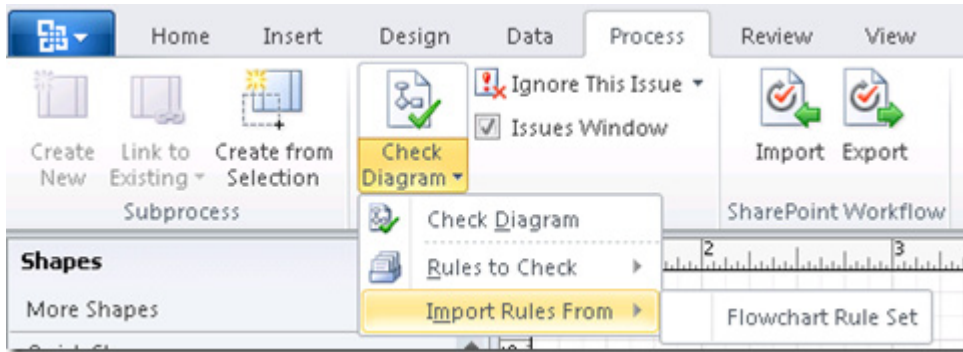 Home Insert Design Data Process Review View
Ignore This Issue
Issues Window
Create New
Link to Existing
Create from Selection
Check Diagram
Import Export
Subprocess
SharePoint Workflow
Check Diagram
Rules to Check
Import Rules From
Flowchart Rule Set
Shapes
More Shapes
2 3